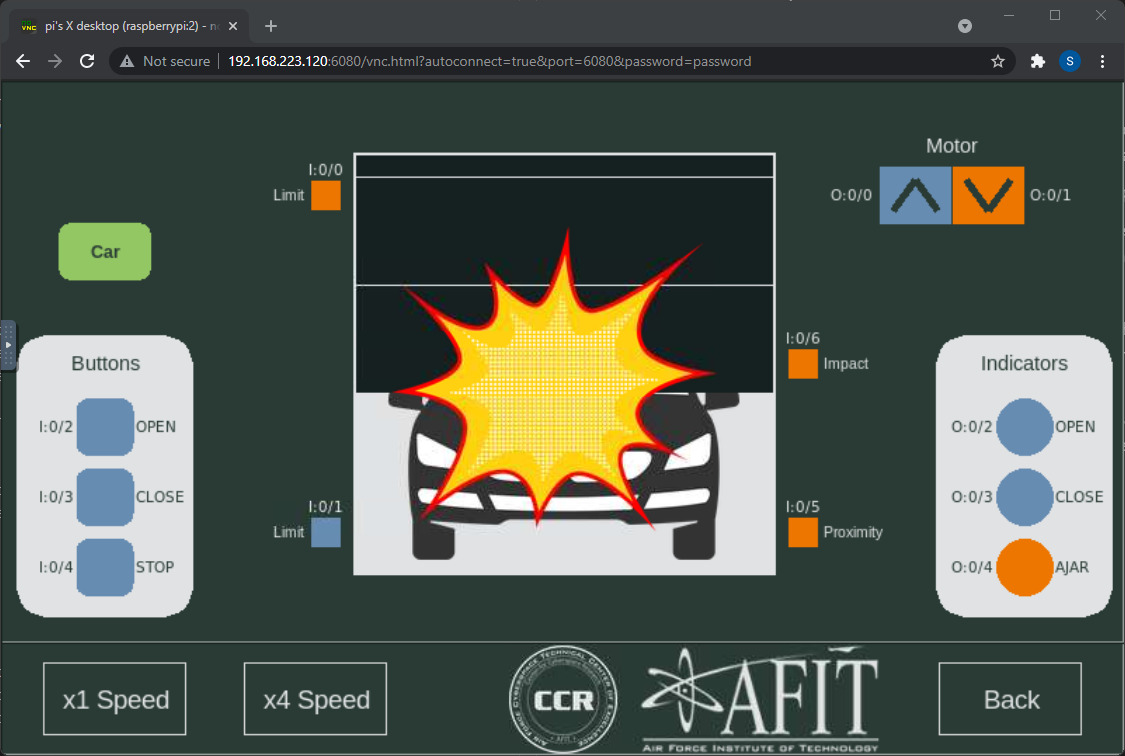 pi's X desktop (raspberrypi:2) - n
Not secure
192.168.223.120:6080/vnc.html?autoconnect=true&port=6080&password=password
S
Motor
I:0/0
Limit
O:0/0
O:0/1
Car
I:0/6
Impact
Buttons
I:0/2 OPEN
I:0/3 CLOSE
I:0/4 STOP
Indicators
O:0/2 OPEN
O:0/3 CLOSE
O:0/4 AJAR
I:0/1
Limit
I:0/5
Proximity
x1 Speed
x4 Speed
CCR
AFIT
AIR FORCE INSTITUTE OF TECHNOLOGY
Back